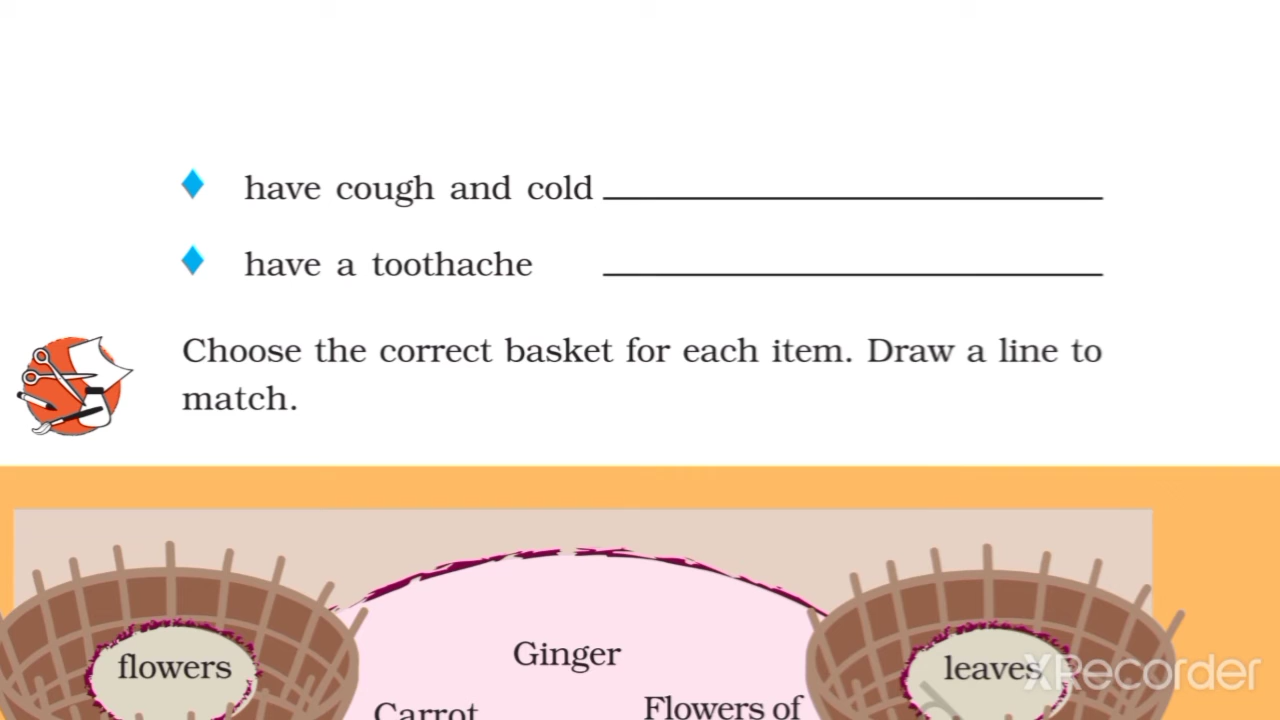 have cough and cold
have a toothache
Choose the correct basket for each item. Draw a line to
match.
Ginger
flowers
leaves
XRecorder
Carrot
Flowers of